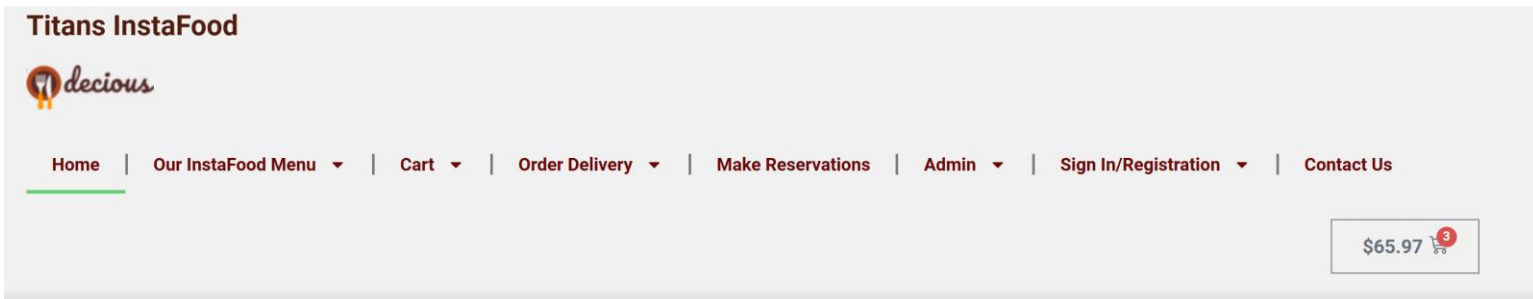 Titans InstaFood
decious
Home | Our InstaFood Menu | Cart | Order Delivery | Make Reservations | Admin | Sign In/Registration | Contact Us
$65.97 3